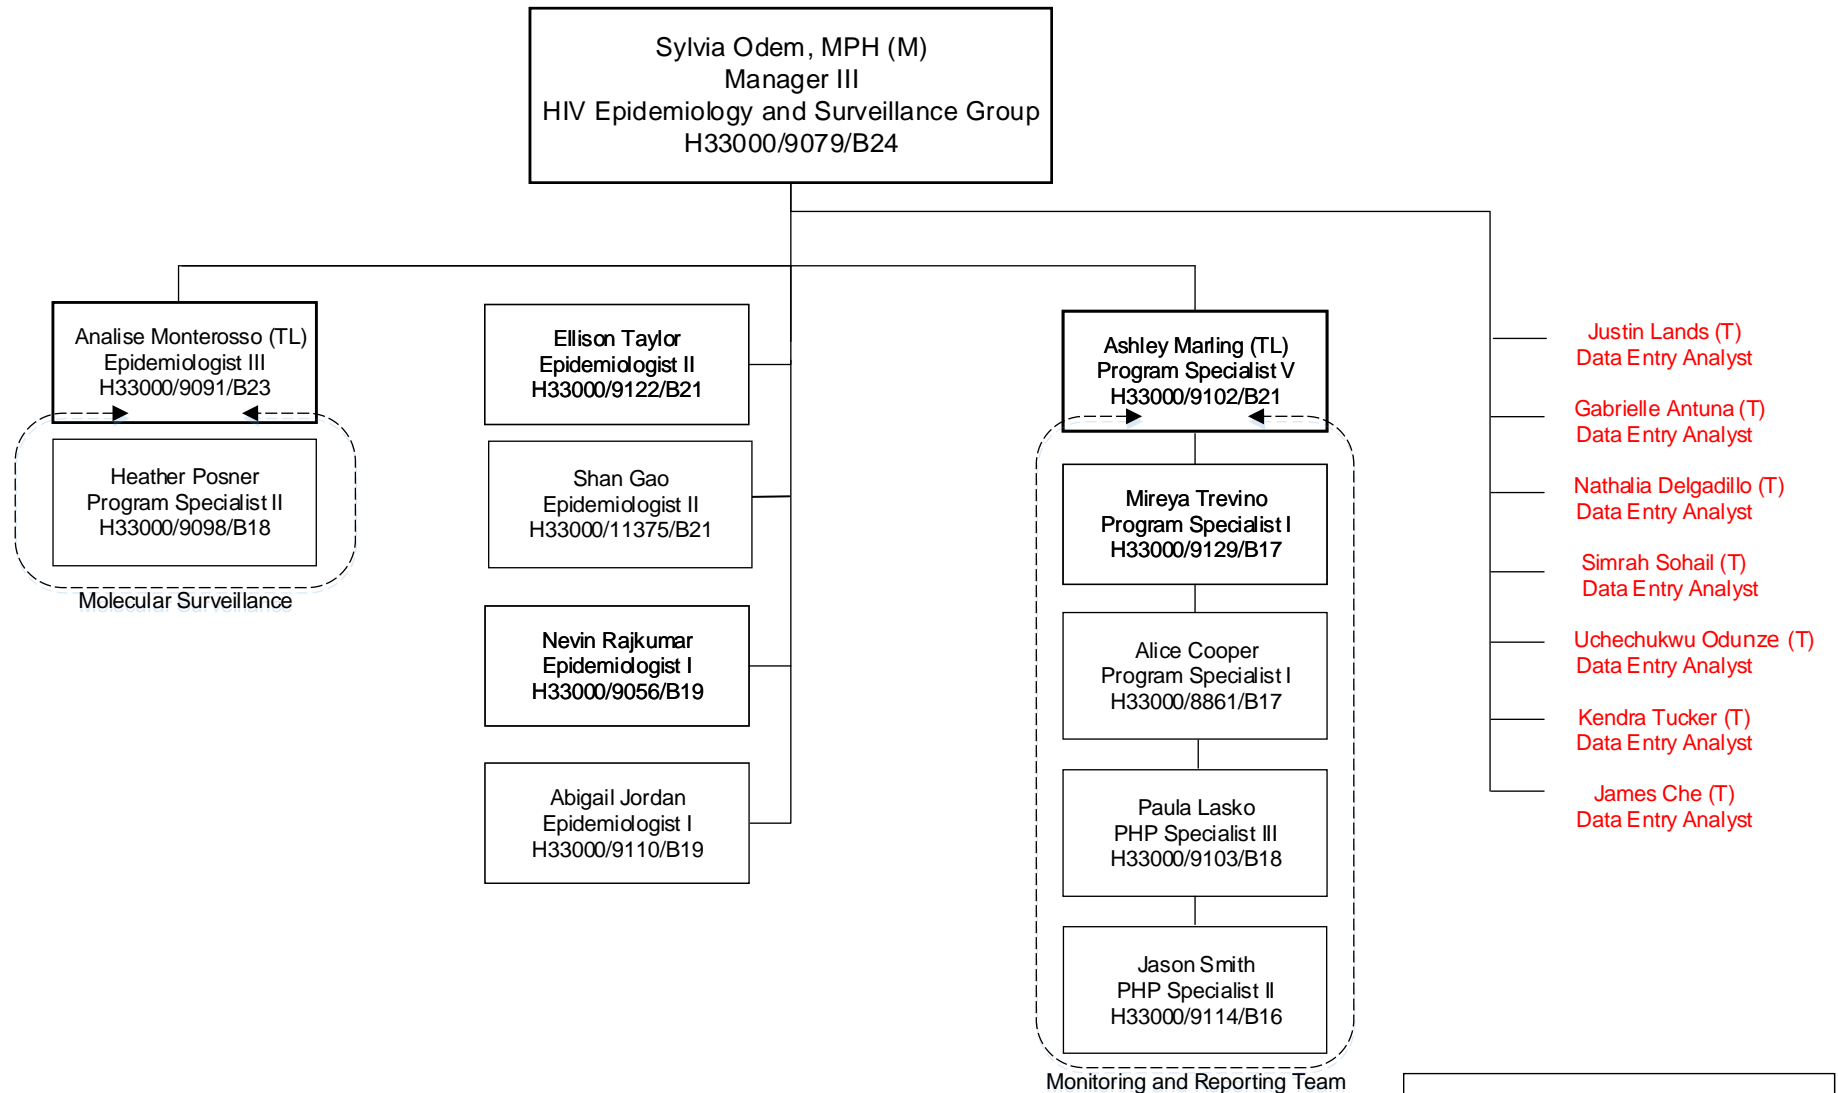 Sylvia Odem, MPH (M)
Manager III
HIV Epidemiology and Surveillance Group
H33000/9079/B24
Analise Monterosso (TL)
Epidemiologist III
H33000/9091/B23
Heather Posner
Program Specialist II
H33000/9098/B18
Molecular Surveillance
Ellison Taylor
Epidemiologist II
H33000/9122/B21
Shan Gao
Epidemiologist II
H33000/11375/B21
Nevin Rajkumar
Epidemiologist I
H33000/9056/B19
Abigail Jordan
Epidemiologist I
H33000/9110/B19
Ashley Marling (TL)
Program Specialist V
H33000/9102/B21
Mireya Trevino
Program Specialist I
H33000/9129/B17
Alice Cooper
Program Specialist I
H33000/8861/B17
Paula Lasko
PHP Specialist III
H33000/9103/B18
Jason Smith
PHP Specialist II
H33000/9114/B16
Monitoring and Reporting Team
Justin Lands (T)
Data Entry Analyst
Gabrielle Antuna (T)
Data Entry Analyst
Nathalia Delgadillo (T)
Data Entry Analyst
Simrah Sohail (T)
Data Entry Analyst
Uchechukwu Odunze (T)
Data Entry Analyst
Kendra Tucker (T)
Data Entry Analyst
James Che (T)
Data Entry Analyst